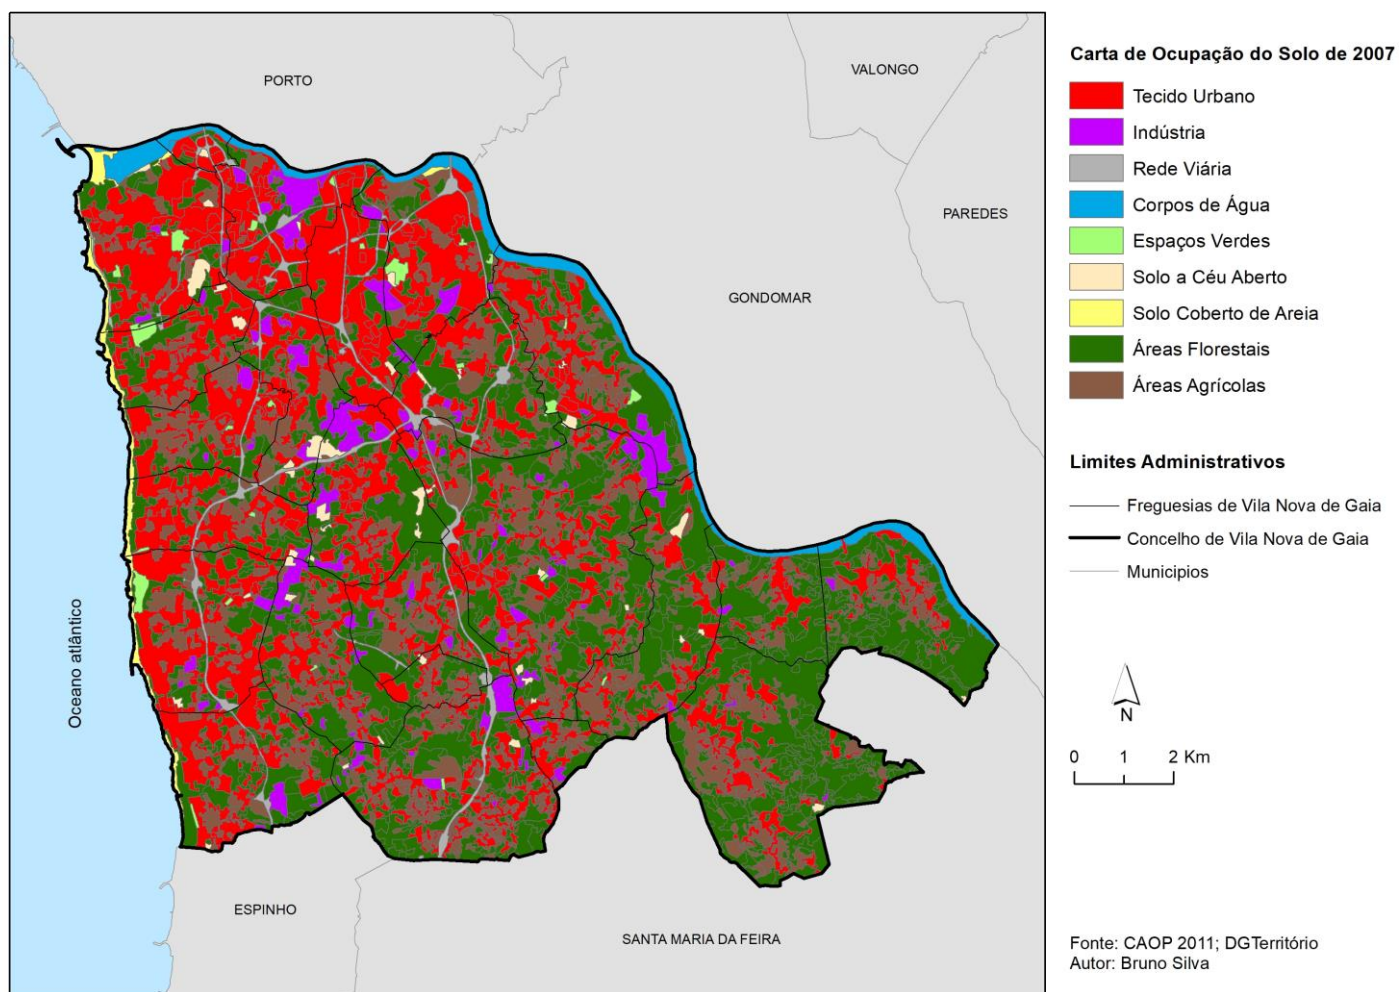 PORTO
VALONGO
PAREDES
GONDOMAR
Oceano atlântico
ESPINHO
SANTA MARIA DA FEIRA
Carta de Ocupação do Solo de 2007
Tecido Urbano
Indústria
Rede Viária
Corpos de Água
Espaços Verdes
Solo a Céu Aberto
Solo Coberto de Areia
Áreas Florestais
Áreas Agrícolas
Limites Administrativos
Freguesias de Vila Nova de Gaia
Concelho de Vila Nova de Gaia
Municipios
N
0 1 2 Km
Fonte: CAOP 2011; DGTerritório
Autor: Bruno Silva